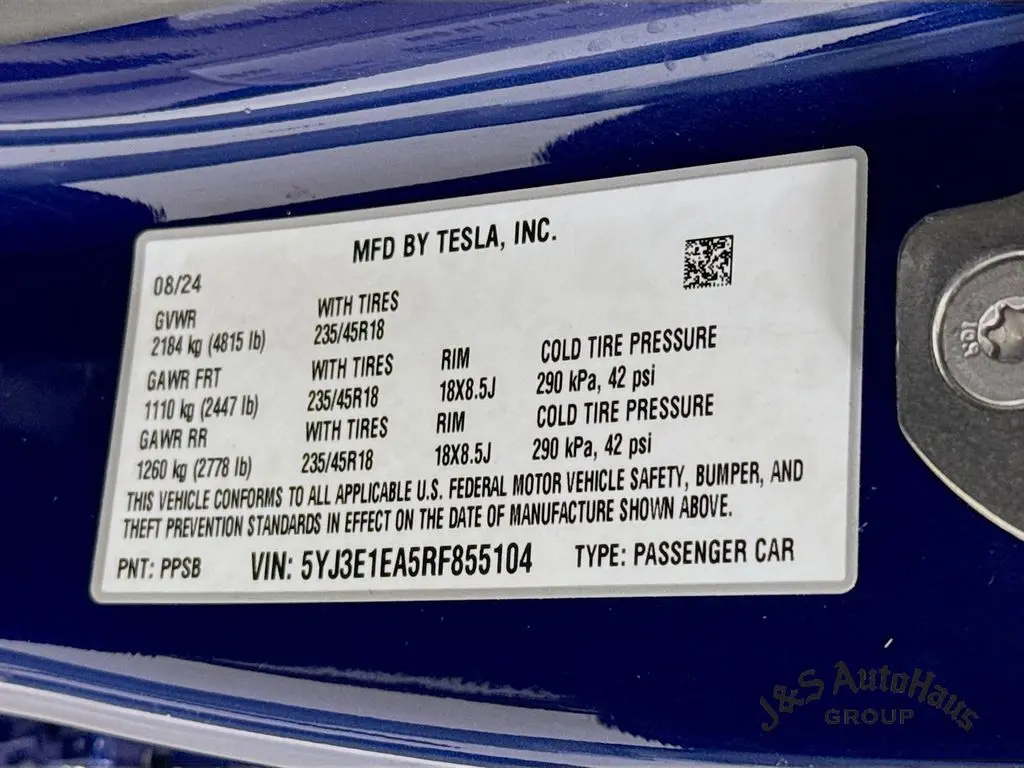 MFD BY TESLA, INC.
08/24
GVWR WITH TIRES
2184 kg (4815 lb) 235/45R18
GAWR FRT WITH TIRES RIM COLD TIRE PRESSURE
1110 kg (2447 lb) 235/45R18 18X8.5J 290 kPa, 42 psi
GAWR RR WITH TIRES RIM COLD TIRE PRESSURE
1260 kg (2778 lb) 235/45R18 18X8.5J 290 kPa, 42 psi
THIS VEHICLE CONFORMS TO ALL APPLICABLE U.S. FEDERAL MOTOR VEHICLE SAFETY, BUMPER, AND
THEFT PREVENTION STANDARDS IN EFFECT ON THE DATE OF MANUFACTURE SHOWN ABOVE.
PNT: PPSB VIN: 5YJ3E1EA5RF855104 TYPE: PASSENGER CAR
J&S AutoHaus
GROUP